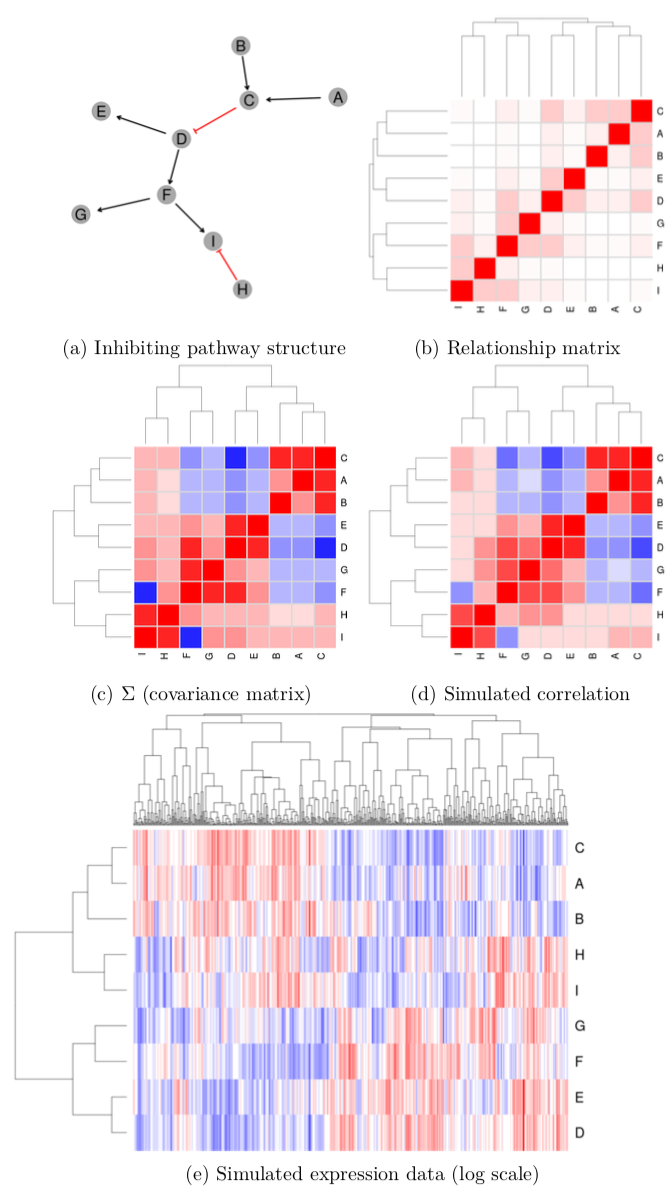 B
E
C
A
D
F
G
I
H
C
A
B
E
D
G
F
H
I
I H F G D E B A C
(a) Inhibiting pathway structure
(b) Relationship matrix
C
A
B
E
D
G
F
H
I
I H F G D E B A C
C
A
B
E
D
G
F
H
I
I H F G D E B A C
(c) Σ (covariance matrix)
(d) Simulated correlation
C
A
B
H
I
G
F
E
D
(e) Simulated expression data (log scale)